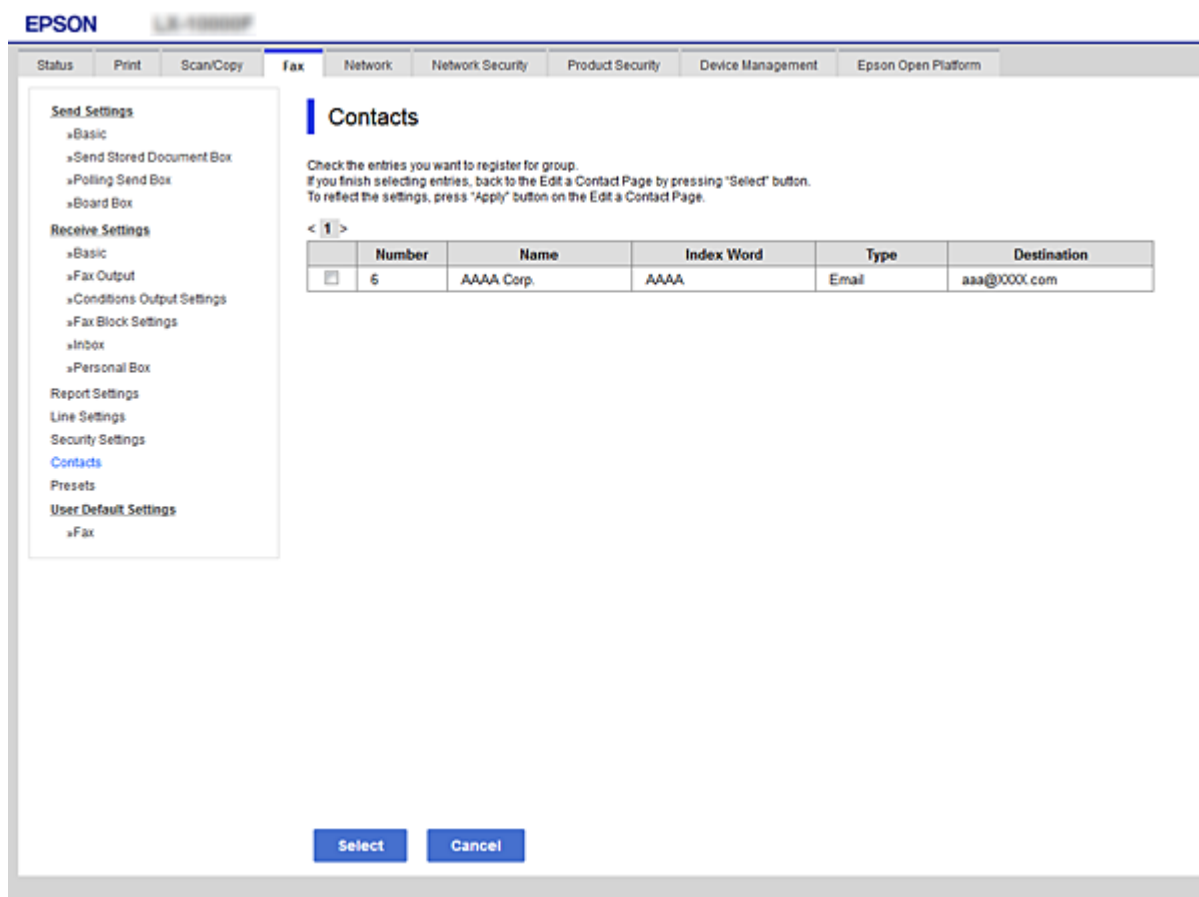 EPSON
Status Print Scan/Copy Fax Network Network Security Product Security Device Management Epson Open Platform
Send Settings
»Basic
»Send Stored Document Box
»Polling Send Box
»Board Box
Receive Settings
»Basic
»Fax Output
»Conditions Output Settings
»Fax Block Settings
»Inbox
»Personal Box
Report Settings
Line Settings
Security Settings
Contacts
Presets
User Default Settings
»Fax
Contacts
Check the entries you want to register for group.
If you finish selecting entries, back to the Edit a Contact Page by pressing "Select" button.
To reflect the settings, press "Apply" button on the Edit a Contact Page.
< 1 >
Number Name Index Word Type Destination
6 AAAA Corp. AAAA Email aaa@XXXX.com
Select Cancel